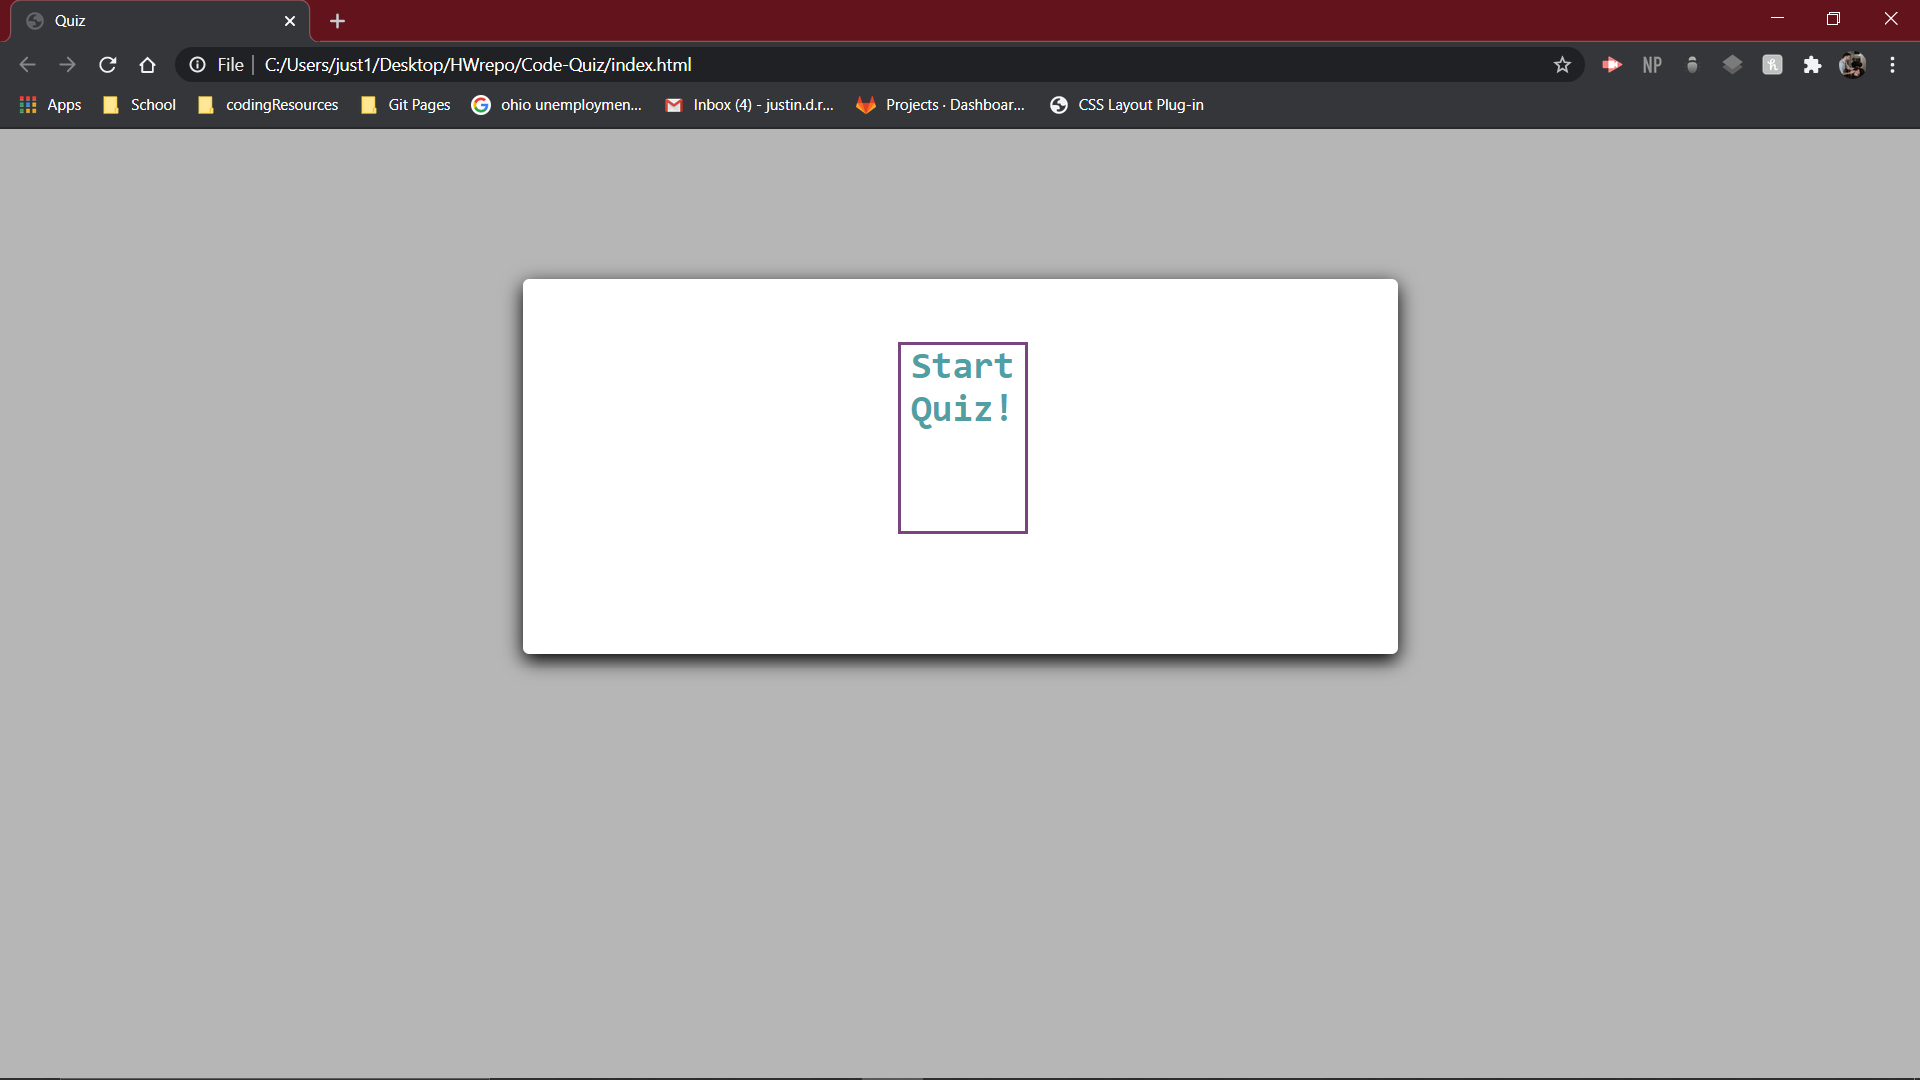 Quiz
File
C:/Users/just1/Desktop/HWrepo/Code-Quiz/index.html
NP
Apps
School
codingResources
Git Pages
ohio unemploymen...
Inbox (4) - justin.d.r...
Projects · Dashboar...
CSS Layout Plug-in
Start
Quiz!